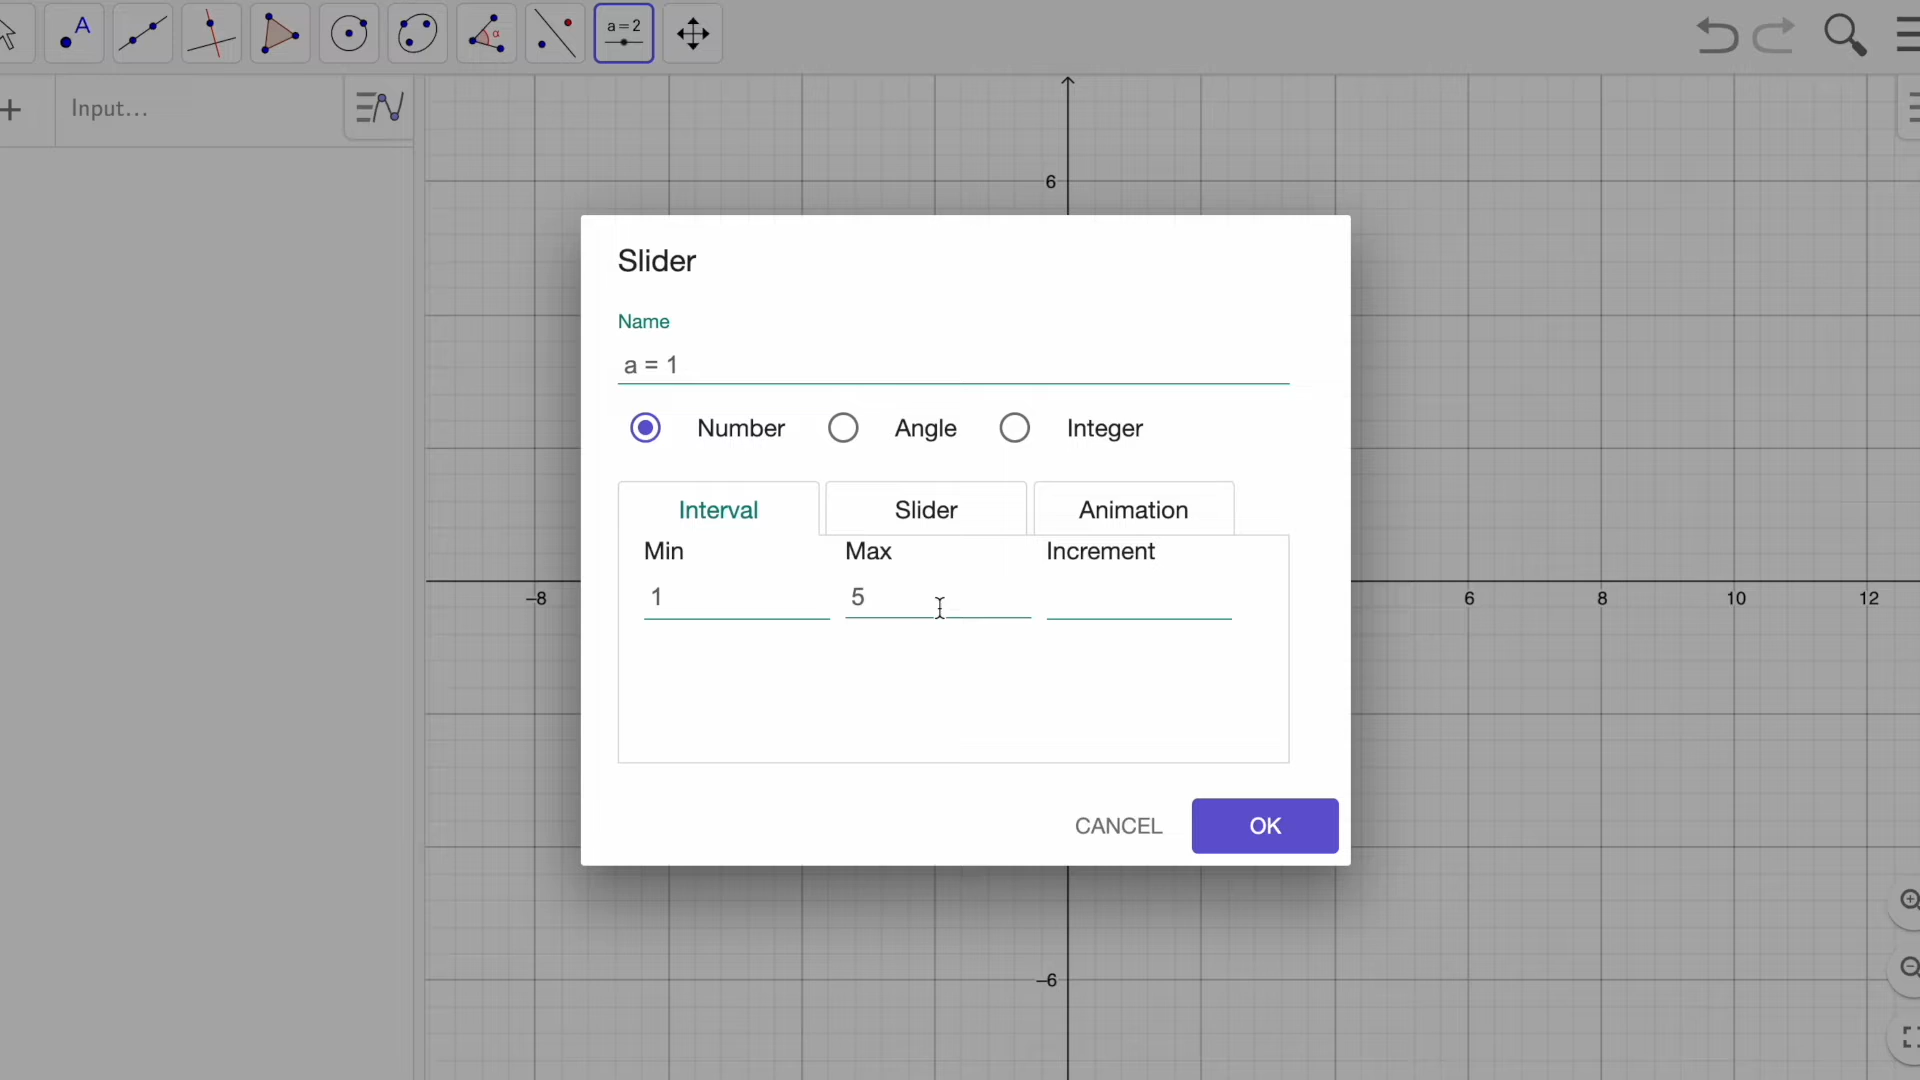 A
α
a=2
Input...
6
Slider
Name
a = 1
Number Angle Integer
Interval Slider Animation
Min Max Increment
1 5
–8 6 8 10 12
CANCEL OK
–6